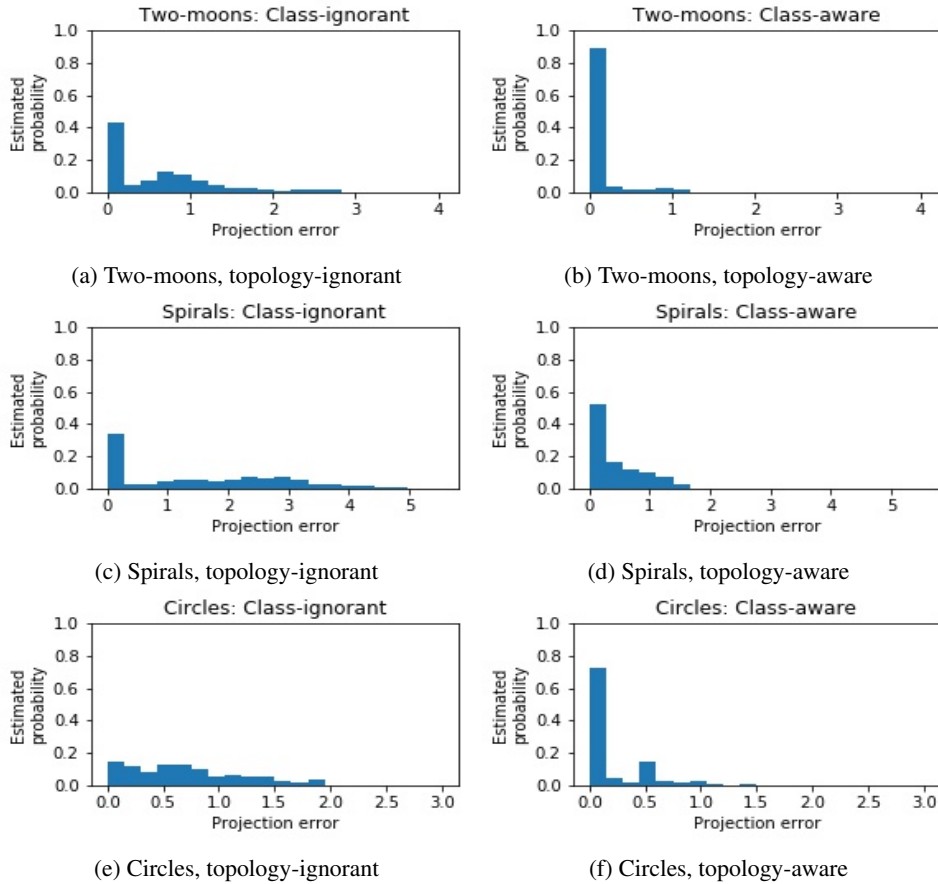 Two-moons: Class-ignorant
Estimated
probability
1.0
0.8
0.6
0.4
0.2
0.0
0 1 2 3 4
Projection error
(a) Two-moons, topology-ignorant
Two-moons: Class-aware
Estimated
probability
1.0
0.8
0.6
0.4
0.2
0.0
0 1 2 3 4
Projection error
(b) Two-moons, topology-aware
Spirals: Class-ignorant
Estimated
probability
1.0
0.8
0.6
0.4
0.2
0.0
0 1 2 3 4 5
Projection error
(c) Spirals, topology-ignorant
Spirals: Class-aware
Estimated
probability
1.0
0.8
0.6
0.4
0.2
0.0
0 1 2 3 4 5
Projection error
(d) Spirals, topology-aware
Circles: Class-ignorant
Estimated
probability
1.0
0.8
0.6
0.4
0.2
0.0
0.0 0.5 1.0 1.5 2.0 2.5 3.0
Projection error
(e) Circles, topology-ignorant
Circles: Class-aware
Estimated
probability
1.0
0.8
0.6
0.4
0.2
0.0
0.0 0.5 1.0 1.5 2.0 2.5 3.0
Projection error
(f) Circles, topology-aware